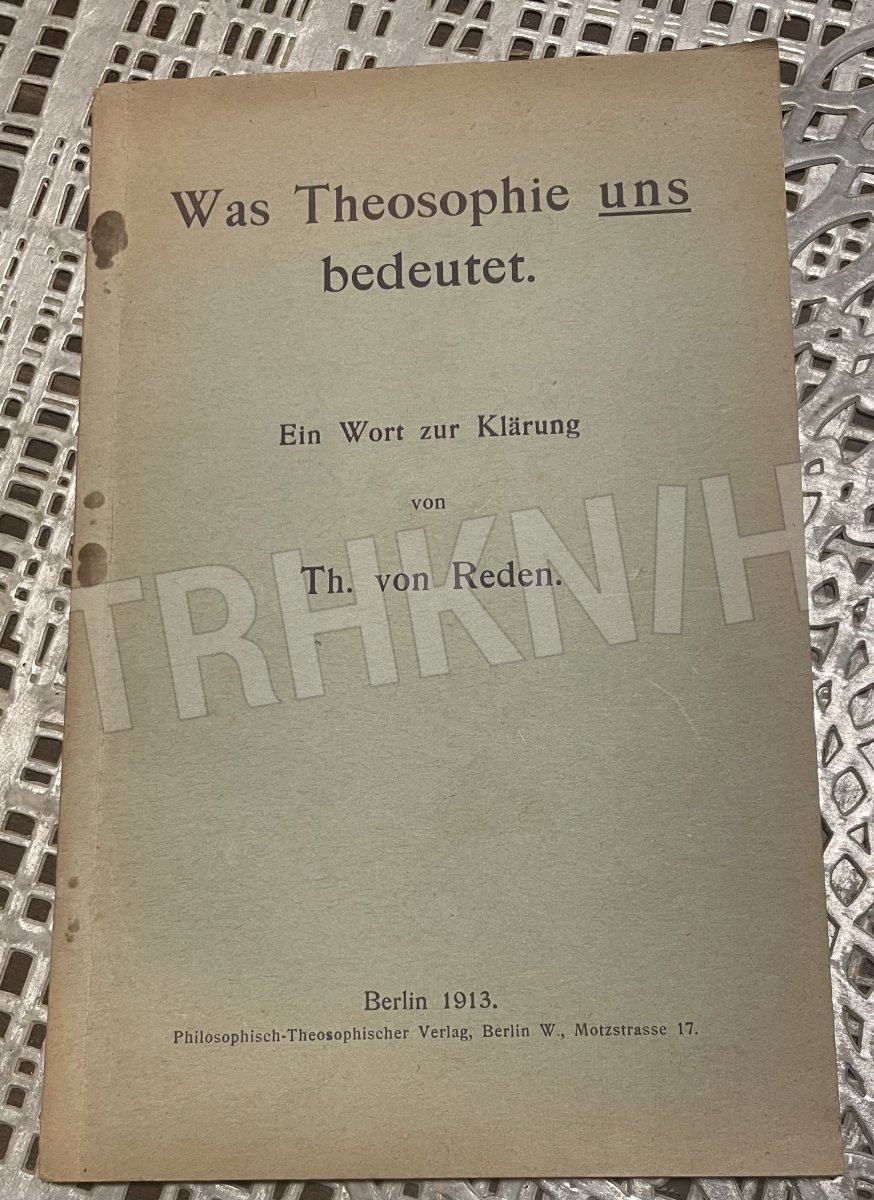 Was Theosophie uns
bedeutet.
Ein Wort zur Klärung
von
Th. von Reden.
TRHKN/H
Berlin 1913.
Philosophisch-Theosophischer Verlag, Berlin W., Motzstrasse 17.